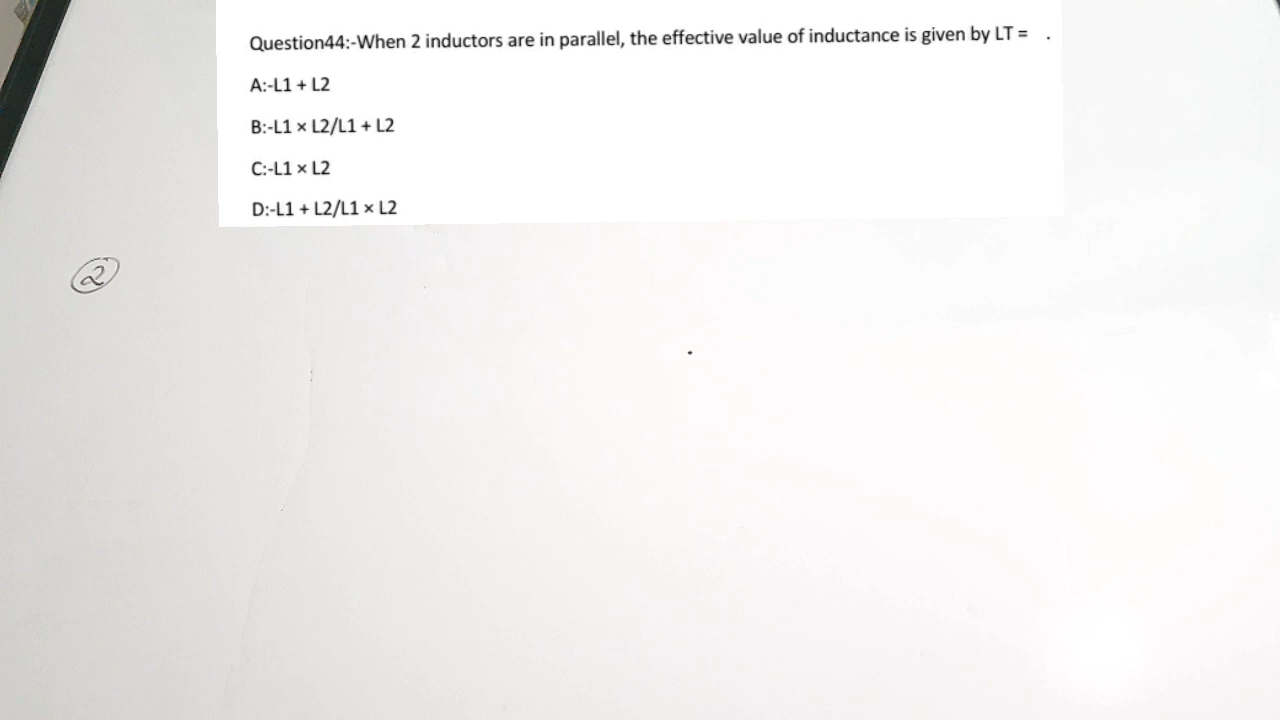 Question44:-When 2 inductors are in parallel, the effective value of inductance is given by LT = .
A:-L1 + L2
B:-L1 × L2/L1 + L2
C:-L1 × L2
D:-L1 + L2/L1 × L2
2